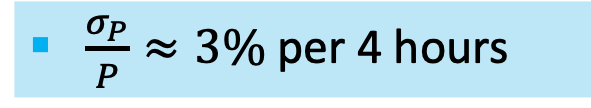 ▪ σ_P/P ≈ 3% per 4 hours